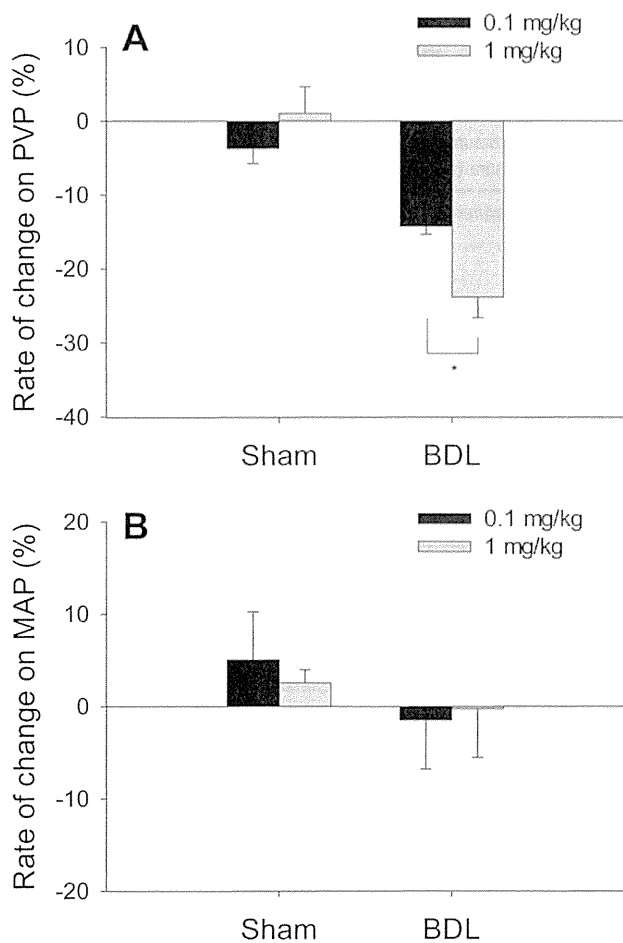 A
0.1 mg/kg
1 mg/kg
Rate of change on PVP (%)
10
0
-10
-20
-30
-40
*
Sham BDL
B
0.1 mg/kg
1 mg/kg
Rate of change on MAP (%)
20
10
0
-10
-20
Sham BDL